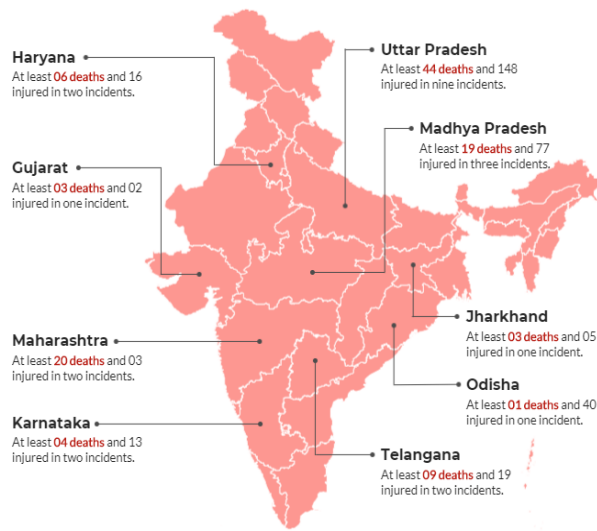 Haryana
At least 06 deaths and 16
injured in two incidents.
Uttar Pradesh
At least 44 deaths and 148
injured in nine incidents.
Madhya Pradesh
At least 19 deaths and 77
injured in three incidents.
Gujarat
At least 03 deaths and 02
injured in one incident.
Jharkhand
At least 03 deaths and 05
injured in one incident.
Maharashtra
At least 20 deaths and 03
injured in two incidents.
Odisha
At least 01 deaths and 40
injured in one incident.
Karnataka
At least 04 deaths and 13
injured in two incidents.
Telangana
At least 09 deaths and 19
injured in two incidents.